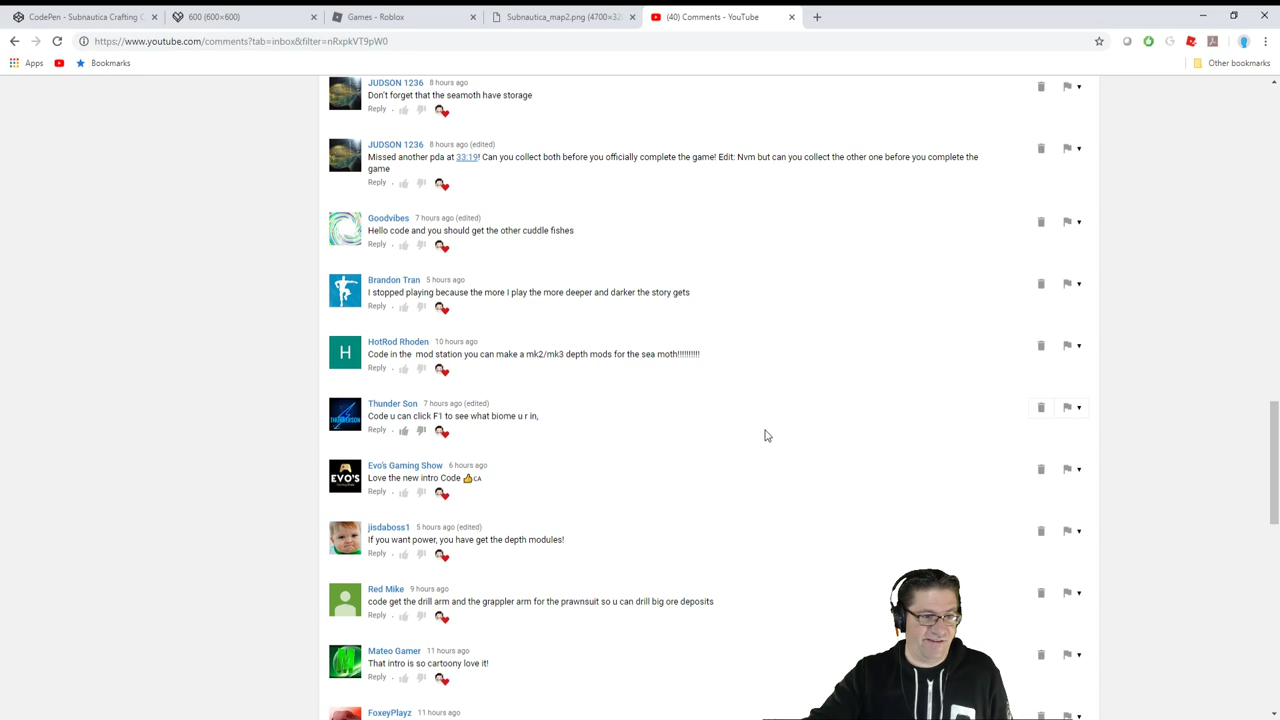 CodePen - Subnautica Crafting C
600 (600×600)
Games - Roblox
Subnautica_map2.png (4700×32
(40) Comments - YouTube
https://www.youtube.com/comments?tab=inbox&filter=nRxpkVT9pW0
Apps
Bookmarks
Other bookmarks
JUDSON 1236 8 hours ago
Don't forget that the seamoth have storage
Reply
JUDSON 1236 8 hours ago (edited)
Missed another pda at 33:19! Can you collect both before you officially complete the game! Edit: Nvm but can you collect the other one before you complete the
game
Reply
Goodvibes 7 hours ago (edited)
Hello code and you should get the other cuddle fishes
Reply
Brandon Tran 5 hours ago
I stopped playing because the more I play the more deeper and darker the story gets
Reply
H
HotRod Rhoden 10 hours ago
Code in the mod station you can make a mk2/mk3 depth mods for the sea moth!!!!!!!!!!
Reply
THUNDERSON
Thunder Son 7 hours ago (edited)
Code u can click F1 to see what biome u r in,
Reply
EVO'S
Evo's Gaming Show 6 hours ago
Love the new intro Code 👍CA
Reply
jisdaboss1 5 hours ago (edited)
If you want power, you have get the depth modules!
Reply
Red Mike 9 hours ago
code get the drill arm and the grappler arm for the prawnsuit so u can drill big ore deposits
Reply
Mateo Gamer 11 hours ago
That intro is so cartoony love it!
Reply
FoxeyPlayz 11 hours ago